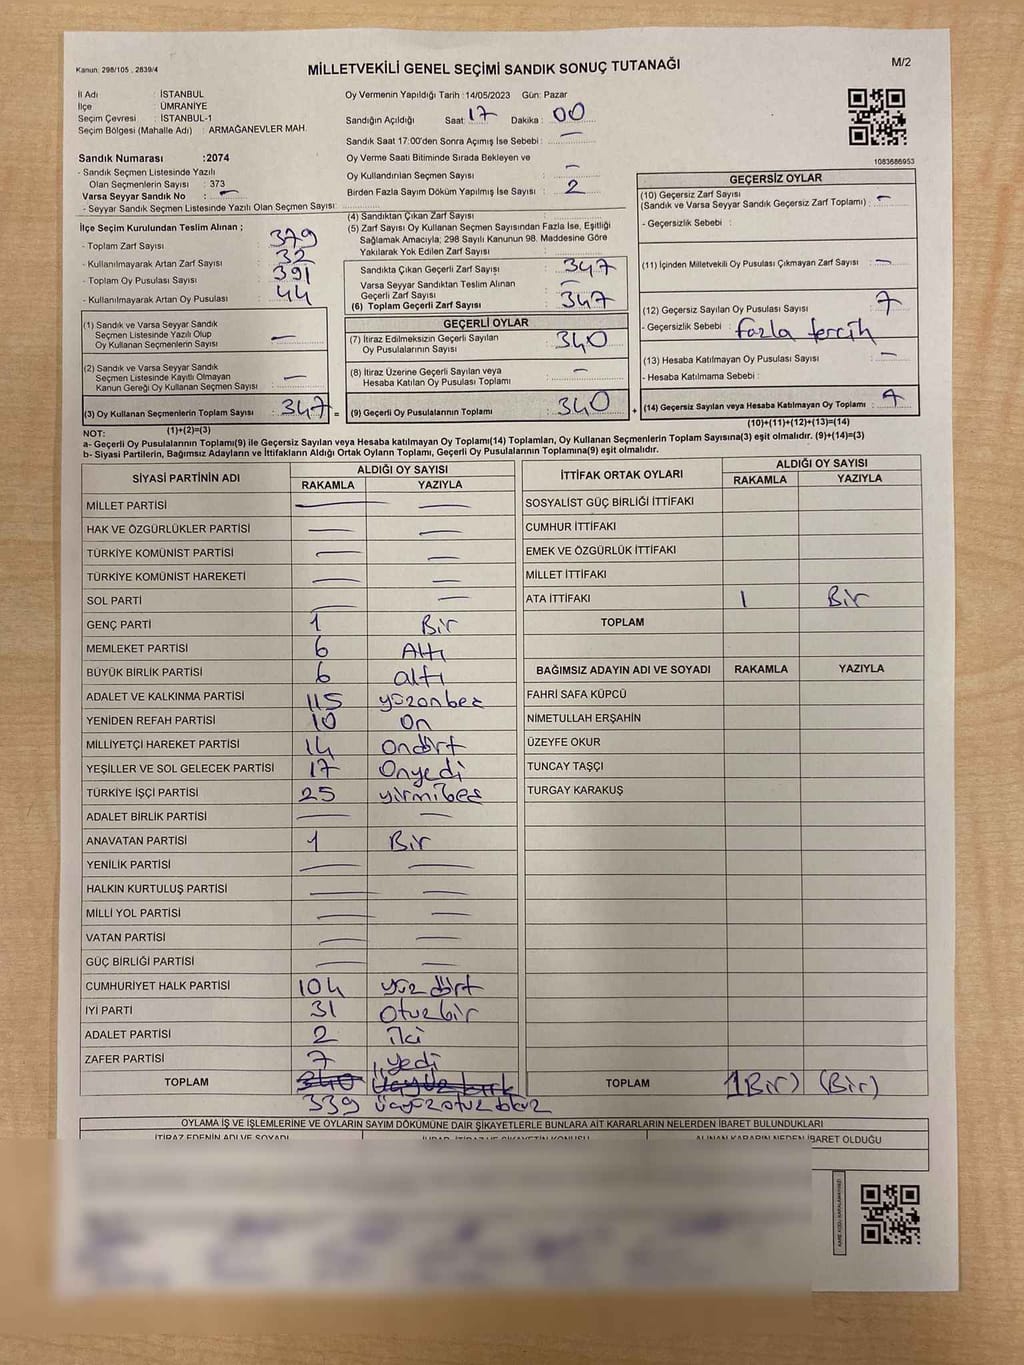 Kanun: 298/105 , 2839/4
MİLLETVEKİLİ GENEL SEÇİMİ SANDIK SONUÇ TUTANAĞI
M/2
İl Adı : İSTANBUL
İlçe : ÜMRANİYE
Seçim Çevresi : İSTANBUL-1
Seçim Bölgesi (Mahalle Adı) : ARMAĞANEVLER MAH.
Oy Vermenin Yapıldığı Tarih :14/05/2023 Gün: Pazar
Sandığın Açıldığı Saat: 17 Dakika : 00
Sandık Saat 17:00'den Sonra Açımış İse Sebebi : —
Oy Verme Saati Bitiminde Sırada Bekleyen ve
Oy Kullandırılan Seçmen Sayısı : —
Birden Fazla Sayım Döküm Yapılmış İse Sayısı : 2
1083686953
Sandık Numarası :2074
- Sandık Seçmen Listesinde Yazılı
Olan Seçmenlerin Sayısı : 373
Varsa Seyyar Sandık No : —
- Seyyar Sandık Seçmen Listesinde Yazılı Olan Seçmen Sayısı:
İlçe Seçim Kurulundan Teslim Alınan ;
- Toplam Zarf Sayısı : 379
- Kullanılmayarak Artan Zarf Sayısı : 32
- Toplam Oy Pusulası Sayısı : 391
- Kullanılmayarak Artan Oy Pusulası : 44
(1) Sandık ve Varsa Seyyar Sandık
Seçmen Listesinde Yazılı Olup
Oy Kullanan Seçmenlerin Sayısı : —
(2) Sandık ve Varsa Seyyar Sandık
Seçmen Listesinde Kayıtlı Olmayan
Kanun Gereği Oy Kullanan Seçmen Sayısı : —
(3) Oy Kullanan Seçmenlerin Toplam Sayısı : 347 =
(1)+(2)=(3)
(4) Sandıktan Çıkan Zarf Sayısı :
(5) Zarf Sayısı Oy Kullanan Seçmen Sayısından Fazla İse, Eşitliği
Sağlamak Amacıyla; 298 Sayılı Kanunun 98. Maddesine Göre
Yakılarak Yok Edilen Zarf Sayısı :
Sandıkta Çıkan Geçerli Zarf Sayısı : 347
Varsa Seyyar Sandıktan Teslim Alınan
Geçerli Zarf Sayısı : —
(6) Toplam Geçerli Zarf Sayısı : 347
GEÇERLİ OYLAR
(7) İtiraz Edilmeksizin Geçerli Sayılan
Oy Pusulalarının Sayısı : 340
(8) İtiraz Üzerine Geçerli Sayılan veya
Hesaba Katılan Oy Pusulası Toplamı : —
(9) Geçerli Oy Pusulalarının Toplamı : 340 +
GEÇERSİZ OYLAR
(10) Geçersiz Zarf Sayısı
(Sandık ve Varsa Seyyar Sandık Geçersiz Zarf Toplamı) : —
- Geçersizlik Sebebi :
(11) İçinden Milletvekili Oy Pusulası Çıkmayan Zarf Sayısı : —
(12) Geçersiz Sayılan Oy Pusulası Sayısı : 7
- Geçersizlik Sebebi : fazla tercih
(13) Hesaba Katılmayan Oy Pusulası Sayısı : —
- Hesaba Katılmama Sebebi :
(14) Geçersiz Sayılan veya Hesaba Katılmayan Oy Toplamı : 7
(10)+(11)+(12)+(13)=(14)
NOT:
a- Geçerli Oy Pusulalarının Toplamı(9) ile Geçersiz Sayılan veya Hesaba katılmayan Oy Toplamı(14) Toplamları, Oy Kullanan Seçmenlerin Toplam Sayısına(3) eşit olmalıdır. (9)+(14)=(3)
b- Siyasi Partilerin, Bağımsız Adayların ve İttifakların Aldığı Ortak Oyların Toplamı, Geçerli Oy Pusulalarının Toplamına(9) eşit olmalıdır.
SİYASİ PARTİNİN ADI ALDIĞI OY SAYISI
RAKAMLA YAZIYLA
MİLLET PARTİSİ — —
HAK VE ÖZGÜRLÜKLER PARTİSİ — —
TÜRKİYE KOMÜNİST PARTİSİ — —
TÜRKİYE KOMÜNİST HAREKETİ — —
SOL PARTİ — —
GENÇ PARTİ 1 Bir
MEMLEKET PARTİSİ 6 Altı
BÜYÜK BİRLİK PARTİSİ 6 altı
ADALET VE KALKINMA PARTİSİ 115 yüzonbeş
YENİDEN REFAH PARTİSİ 10 on
MİLLİYETÇİ HAREKET PARTİSİ 14 ondört
YEŞİLLER VE SOL GELECEK PARTİSİ 17 Onyedi
TÜRKİYE İŞÇİ PARTİSİ 25 yirmibeş
ADALET BİRLİK PARTİSİ — —
ANAVATAN PARTİSİ 1 Bir
YENİLİK PARTİSİ — —
HALKIN KURTULUŞ PARTİSİ — —
MİLLİ YOL PARTİSİ — —
VATAN PARTİSİ — —
GÜÇ BİRLİĞİ PARTİSİ — —
CUMHURİYET HALK PARTİSİ 104 yüz dört
İYİ PARTİ 31 otuzbir
ADALET PARTİSİ 2 iki
ZAFER PARTİSİ 7 yedi
TOPLAM 340 üçyüz kırk
339 üçyüzotuz dokuz
İTTİFAK ORTAK OYLARI ALDIĞI OY SAYISI
RAKAMLA YAZIYLA
SOSYALİST GÜÇ BİRLİĞİ İTTİFAKI
CUMHUR İTTİFAKI
EMEK VE ÖZGÜRLÜK İTTİFAKI
MİLLET İTTİFAKI
ATA İTTİFAKI 1 Bir
TOPLAM
BAĞIMSIZ ADAYIN ADI VE SOYADI RAKAMLA YAZIYLA
FAHRİ SAFA KÜPCÜ
NİMETULLAH ERŞAHİN
ÜZEYFE OKUR
TUNCAY TAŞÇI
TURGAY KARAKUŞ
TOPLAM 1 Bir) (Bir)
OYLAMA İŞ VE İŞLEMLERİNE VE OYLARIN SAYIM DÖKÜMÜNE DAİR ŞİKAYETLERLE BUNLARA AİT KARARLARIN NELERDEN İBARET BULUNDUKLARI
İTİRAZ EDENİN ADI VE SOYADI ALINAN KARARIN NEDEN İBARET OLDUĞU